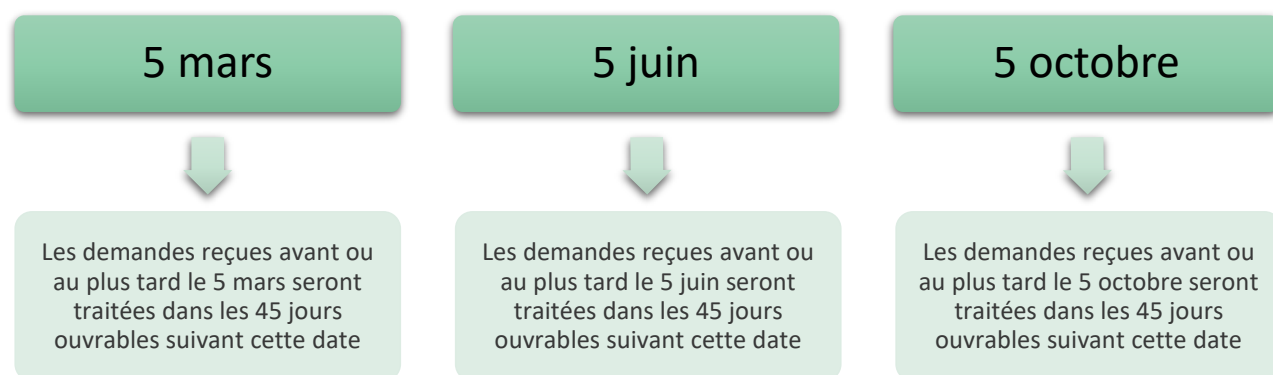 5 mars
5 juin
5 octobre
Les demandes reçues avant ou
au plus tard le 5 mars seront
traitées dans les 45 jours
ouvrables suivant cette date
Les demandes reçues avant ou
au plus tard le 5 juin seront
traitées dans les 45 jours
ouvrables suivant cette date
Les demandes reçues avant ou
au plus tard le 5 octobre seront
traitées dans les 45 jours
ouvrables suivant cette date